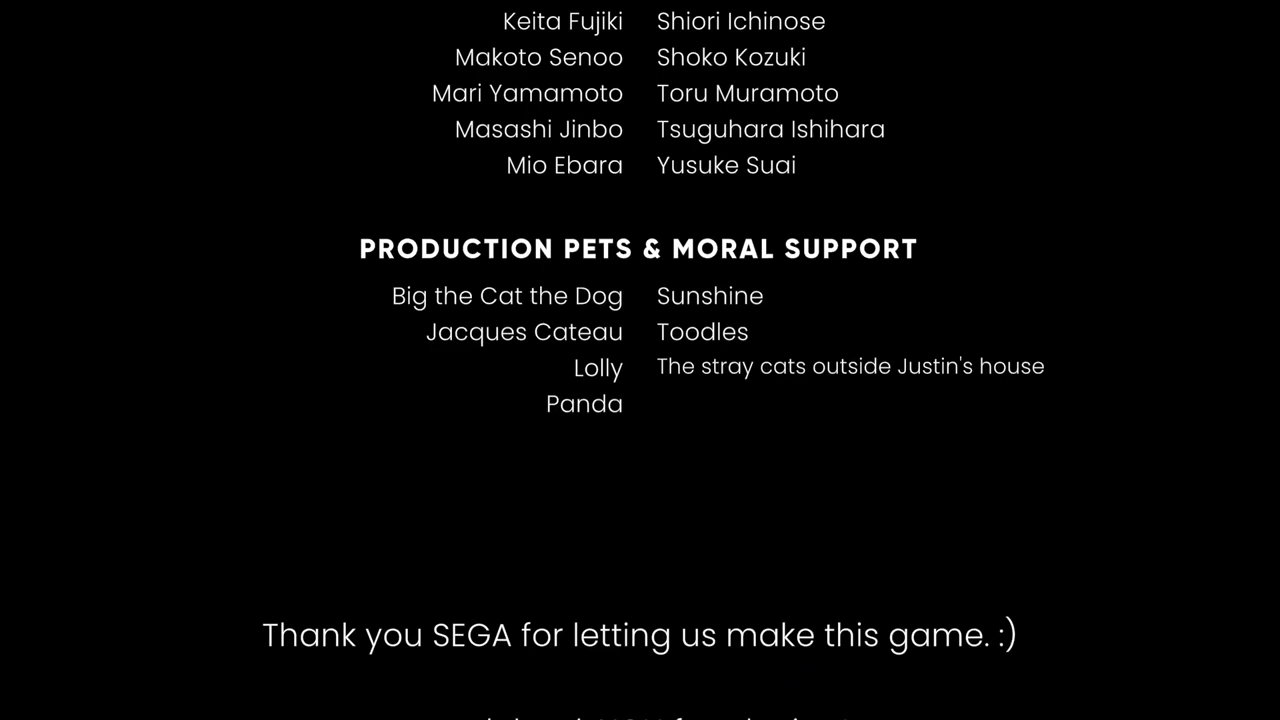 Keita Fujiki Shiori Ichinose
Makoto Senoo Shoko Kozuki
Mari Yamamoto Toru Muramoto
Masashi Jinbo Tsuguhara Ishihara
Mio Ebara Yusuke Suai
PRODUCTION PETS & MORAL SUPPORT
Big the Cat the Dog Sunshine
Jacques Cateau Toodles
Lolly The stray cats outside Justin's house
Panda
Thank you SEGA for letting us make this game. :)